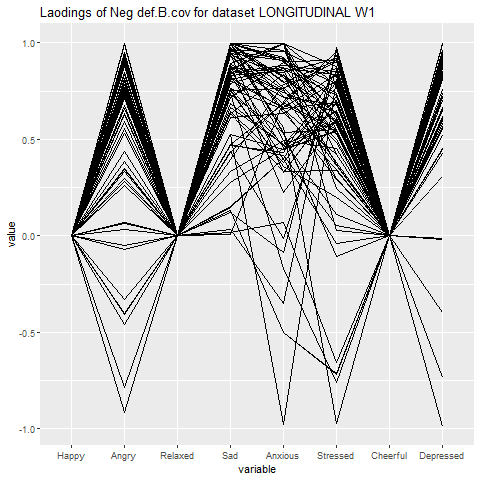 Laodings of Neg def.B.cov for dataset LONGITUDINAL W1
value
1.0
0.5
0.0
-0.5
-1.0
Happy Angry Relaxed Sad Anxious Stressed Cheerful Depressed
variable